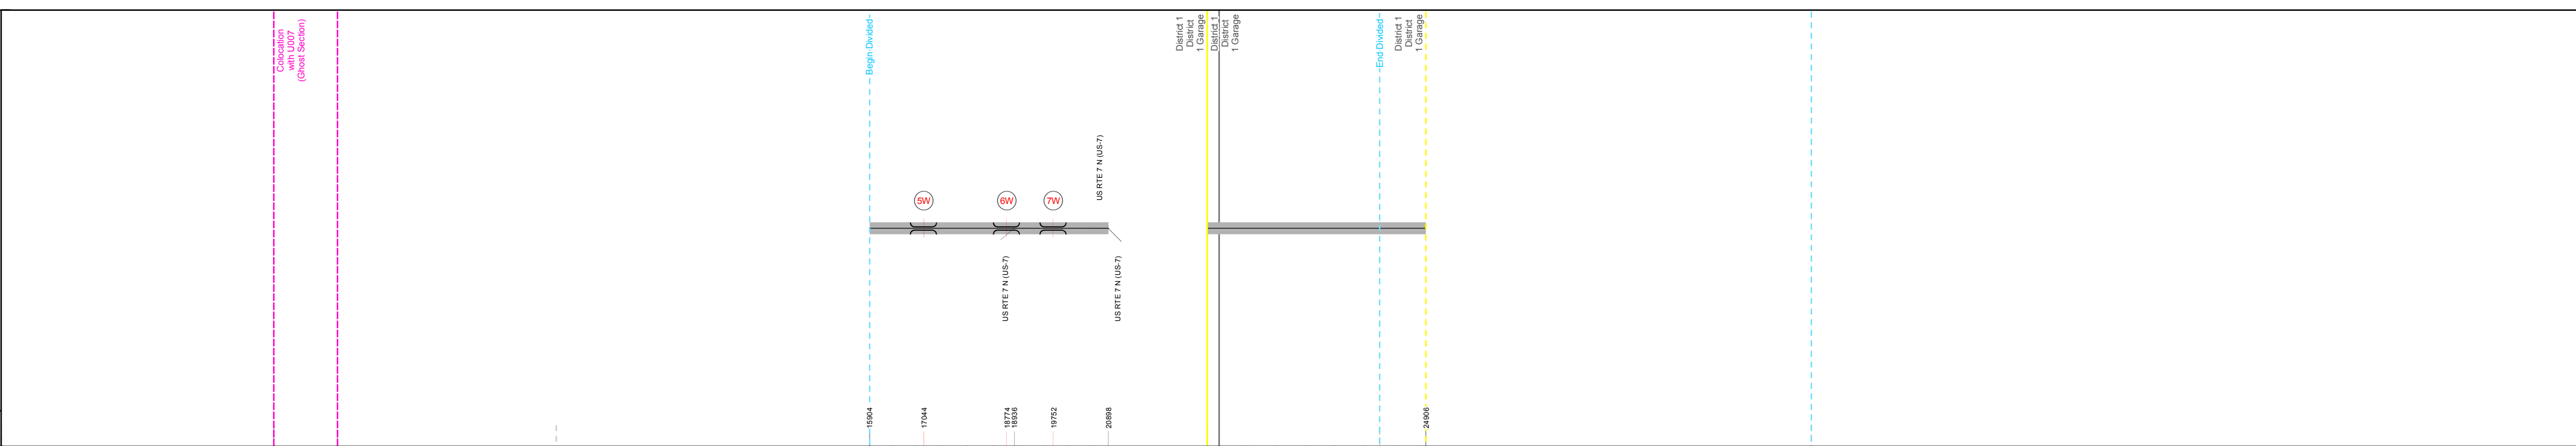 Colocation
with U007
(Ghost Section)
Begin Divided
District 1
District
1 Garage
District 1
District
1 Garage
End Divided
District 1
District
1 Garage
US RTE 7 N (US-7)
5W
6W
7W
US RTE 7 N (US-7)
US RTE 7 N (US-7)
15904
17044
18774
18936
19752
20898
24906